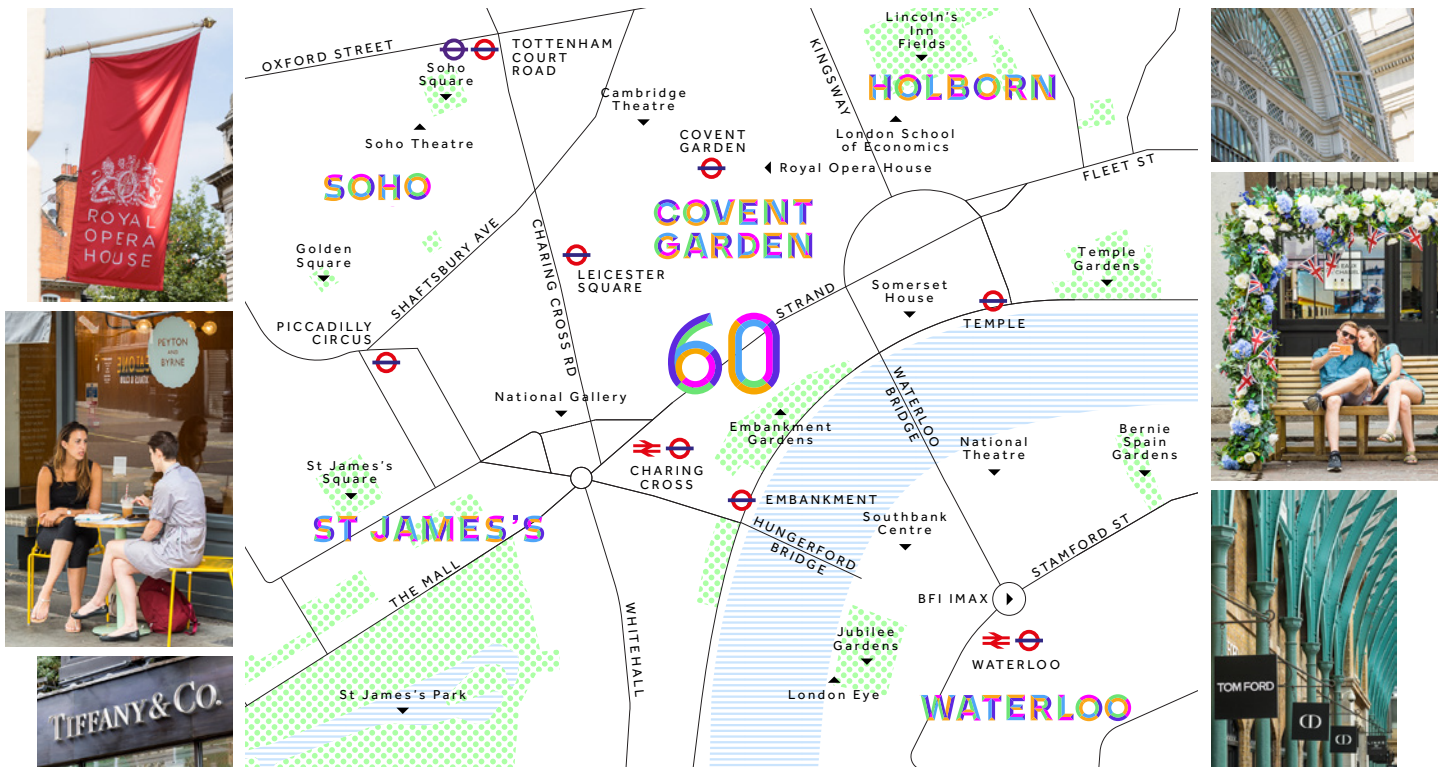 ROYAL
OPERA
HOUSE
PEYTON
AND
BYRNE
TIFFANY & CO.
OXFORD STREET
TOTTENHAM
COURT
ROAD
Soho
Square
Soho Theatre
SOHO
Cambridge
Theatre
COVENT
GARDEN
Royal Opera House
COVENT
GARDEN
KINGSWAY
Lincoln's
Inn
Fields
HOLBORN
London School
of Economics
FLEET ST
Golden
Square
SHAFTSBURY AVE
CHARING CROSS RD
LEICESTER
SQUARE
PICCADILLY
CIRCUS
60
STRAND
Somerset
House
TEMPLE
Temple
Gardens
National Gallery
Embankment
Gardens
CHARING
CROSS
WATERLOO
BRIDGE
National
Theatre
Bernie
Spain
Gardens
St James's
Square
ST JAMES'S
EMBANKMENT
HUNGERFORD
BRIDGE
Southbank
Centre
STAMFORD ST
THE MALL
WHITEHALL
BFI IMAX
WATERLOO
Jubilee
Gardens
London Eye
WATERLOO
St James's Park
TOM FORD